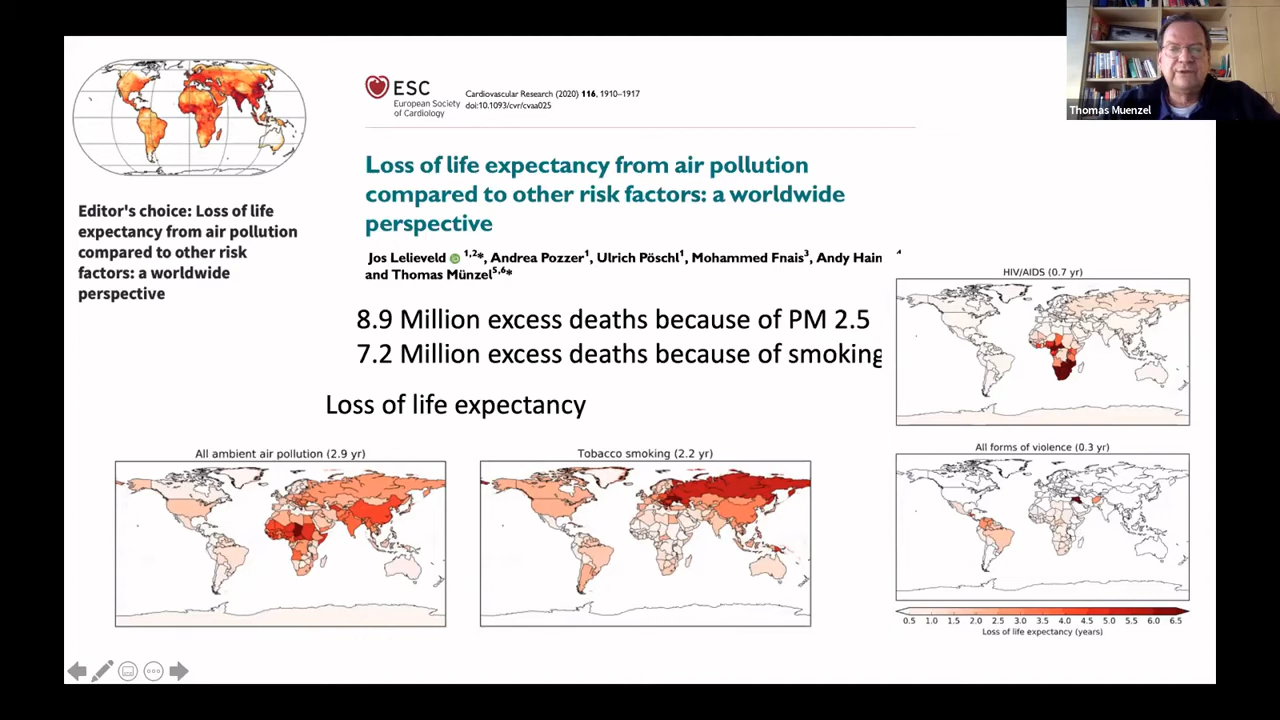 Thomas Muenzel
ESC
European Society
of Cardiology
Cardiovascular Research (2020) 116, 1910–1917
doi:10.1093/cvr/cvaa025
Loss of life expectancy from air pollution
compared to other risk factors: a worldwide
perspective
Jos Lelieveld 1,2*, Andrea Pozzer1, Ulrich Pöschl1, Mohammed Fnais3, Andy Hain
and Thomas Münzel5,6*
Editor's choice: Loss of life
expectancy from air pollution
compared to other risk
factors: a worldwide
perspective
8.9 Million excess deaths because of PM 2.5
7.2 Million excess deaths because of smoking
Loss of life expectancy
All ambient air pollution (2.9 yr)
Tobacco smoking (2.2 yr)
HIV/AIDS (0.7 yr)
All forms of violence (0.3 yr)
0.5 1.0 1.5 2.0 2.5 3.0 3.5 4.0 4.5 5.0 5.5 6.0 6.5
Loss of life expectancy (years)